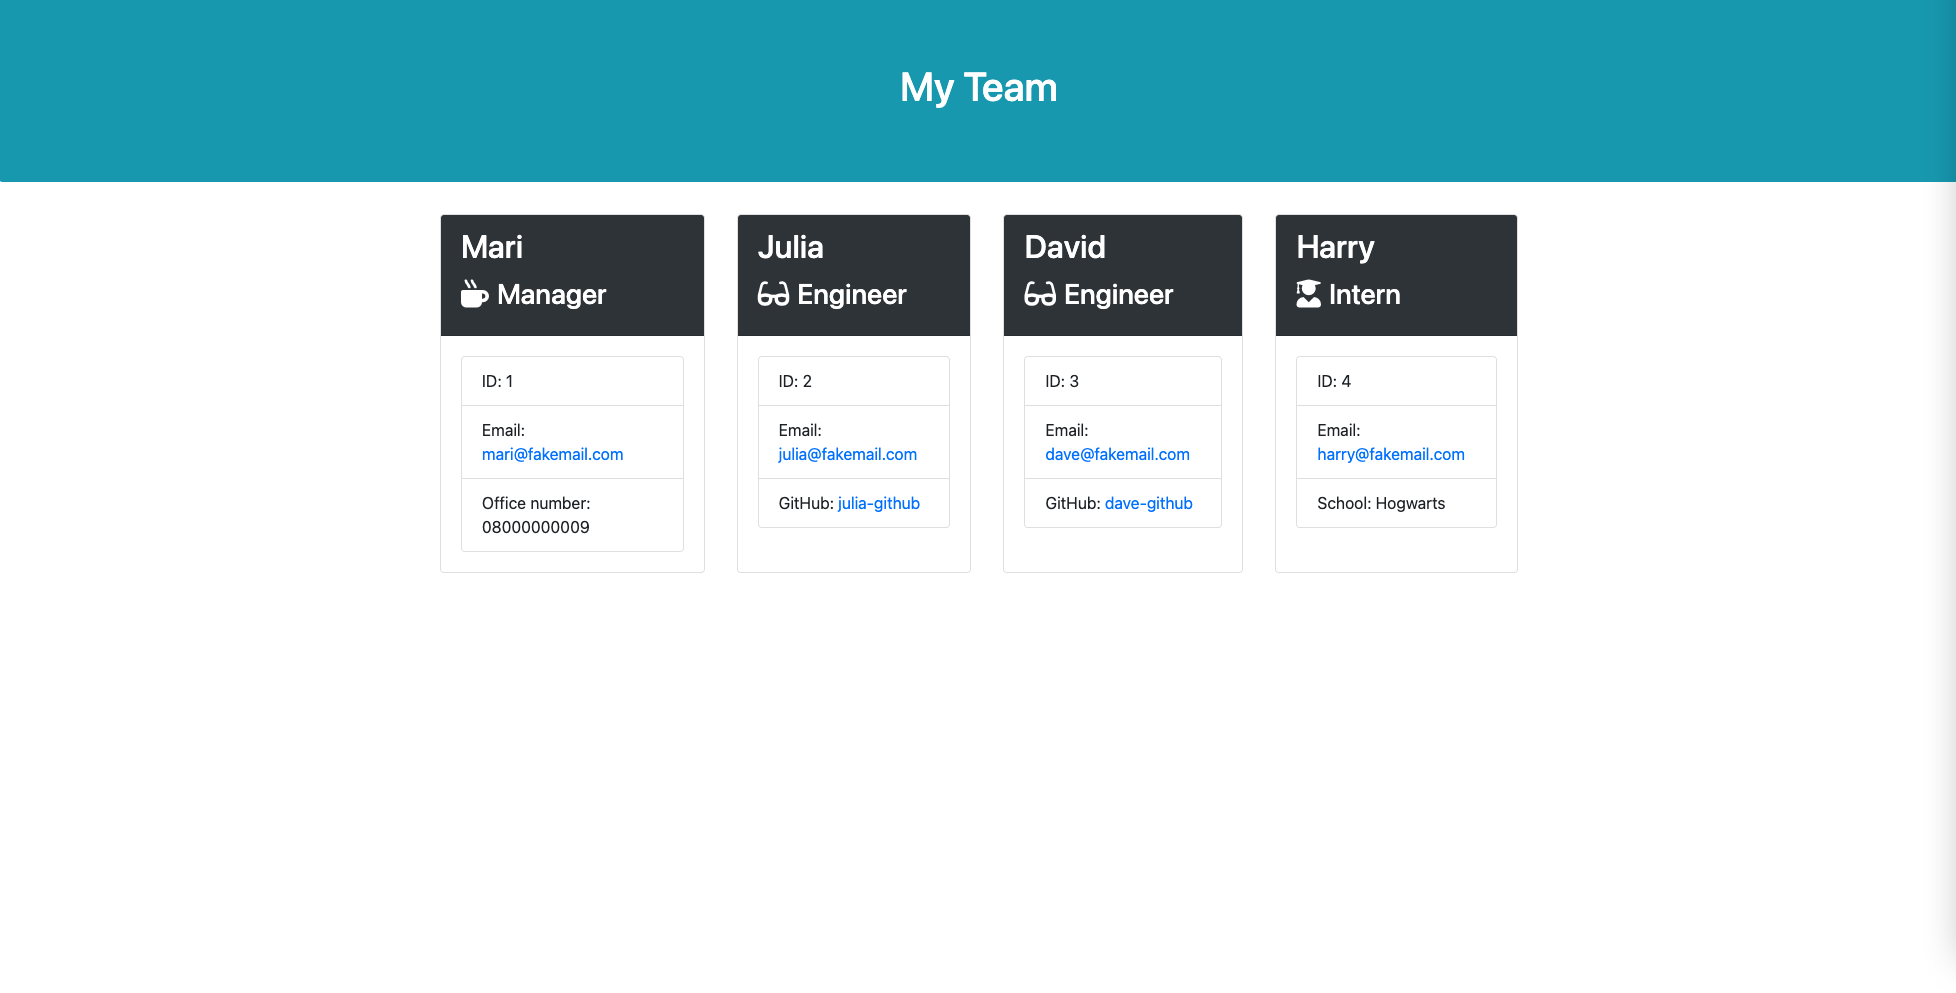 My Team
Mari
Manager
ID: 1
Email:
mari@fakemail.com
Office number:
08000000009
Julia
Engineer
ID: 2
Email:
julia@fakemail.com
GitHub: julia-github
David
Engineer
ID: 3
Email:
dave@fakemail.com
GitHub: dave-github
Harry
Intern
ID: 4
Email:
harry@fakemail.com
School: Hogwarts